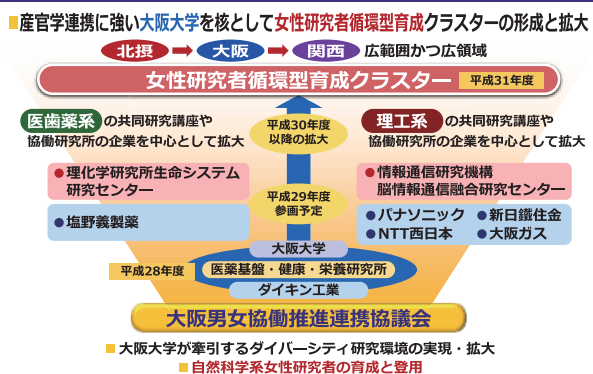 ■産官学連携に強い大阪大学を核として女性研究者循環型育成クラスターの形成と拡大
北摂 → 大阪 → 関西 広範囲かつ広領域
女性研究者循環型育成クラスター 平成31年度
医歯薬系の共同研究講座や
協働研究所の企業を中心として拡大
平成30年度
以降の拡大
理工系の共同研究講座や
協働研究所の企業を中心として拡大
●理化学研究所生命システム
研究センター
●塩野義製薬
平成29年度
参画予定
●情報通信研究機構
脳情報通信融合研究センター
●パナソニック ●新日鐵住金
●NTT西日本 ●大阪ガス
大阪大学
平成28年度 医薬基盤・健康・栄養研究所
ダイキン工業
大阪男女協働推進連携協議会
■大阪大学が牽引するダイバーシティ研究環境の実現・拡大
■自然科学系女性研究者の育成と登用